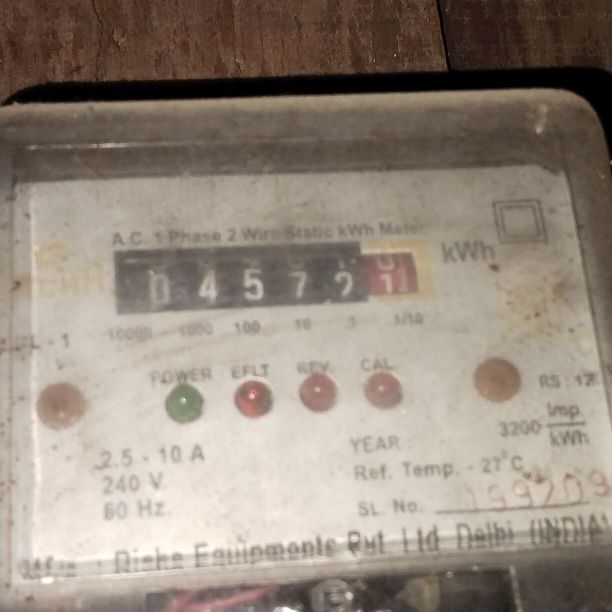 A.C. 1 Phase 2 Wire Static kWh Meter
0 4 5 7 2 1 kWh
10000 1000 100 10 1 1/10
POWER EFLT REV. CAL.
RS : 12
3200 Imp. / kWh
2.5 - 10 A
YEAR :
240 V.
Ref. Temp. - 27°C
60 Hz.
SL. No. 199209
Equipments Pvt. Ltd. Delhi (INDIA)